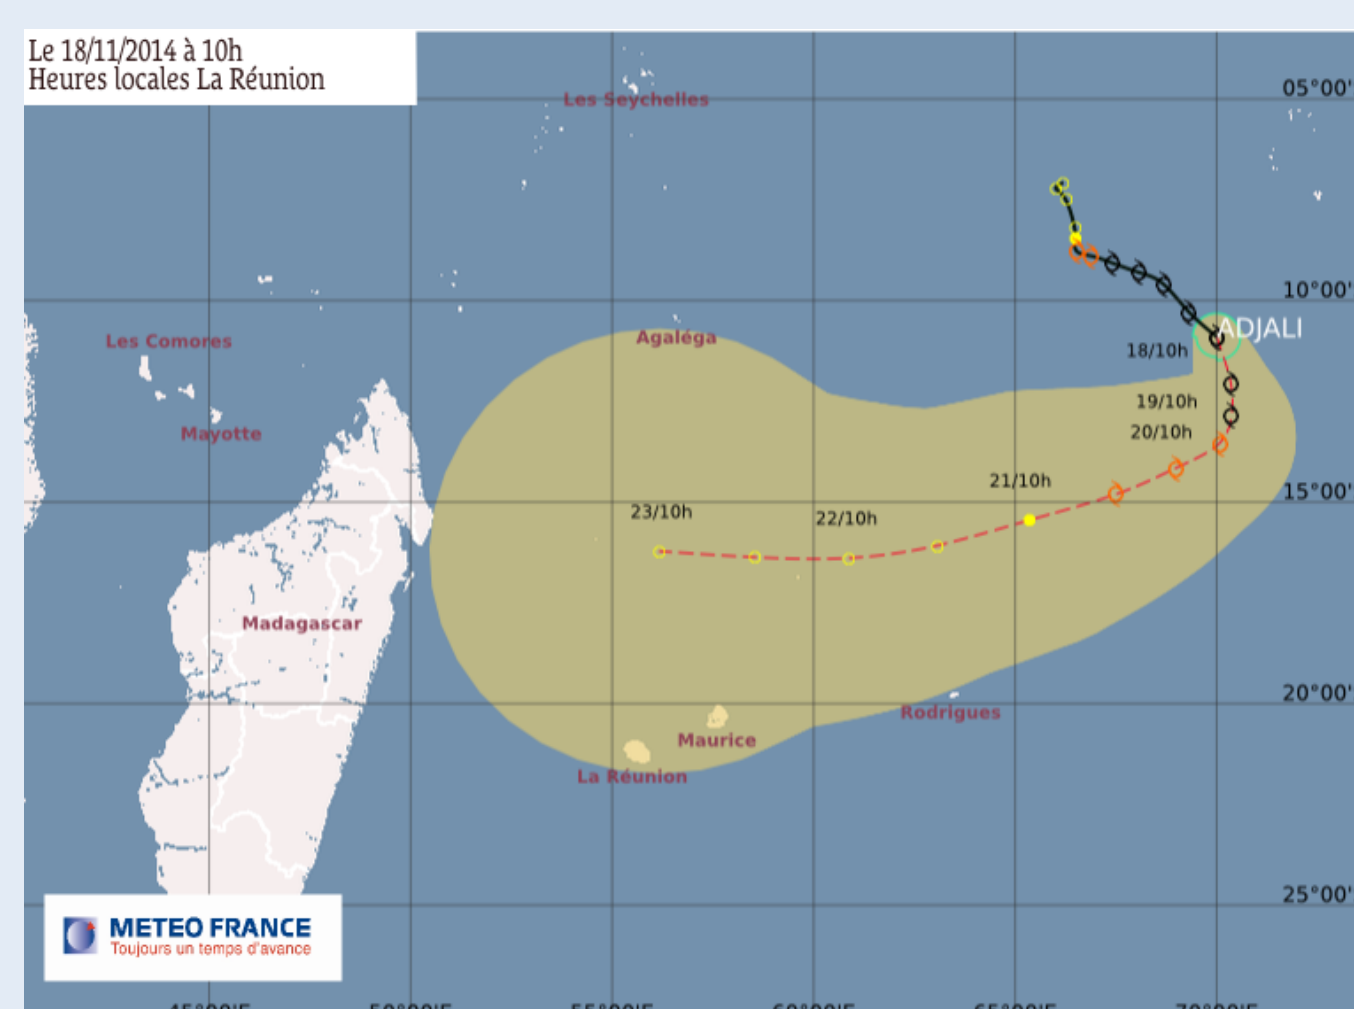 Le 18/11/2014 à 10h
Heures locales La Réunion
Les Seychelles
05°00'
10°00'
ADJALI
Les Comores
Agaléga
18/10h
19/10h
Mayotte
20/10h
21/10h
15°00'
23/10h
22/10h
Madagascar
20°00'
Rodrigues
Maurice
La Réunion
25°00'
METEO FRANCE
Toujours un temps d'avance